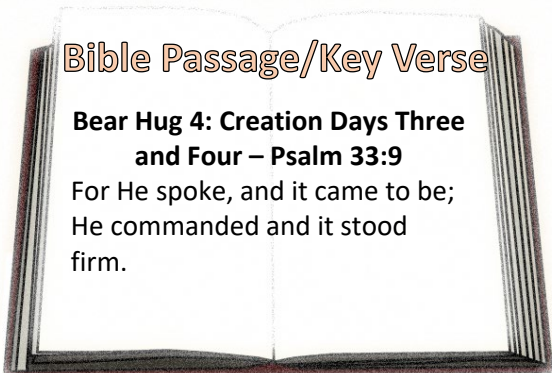 Bible Passage/Key Verse
Bear Hug 4: Creation Days Three
and Four – Psalm 33:9
For He spoke, and it came to be;
He commanded and it stood
firm.